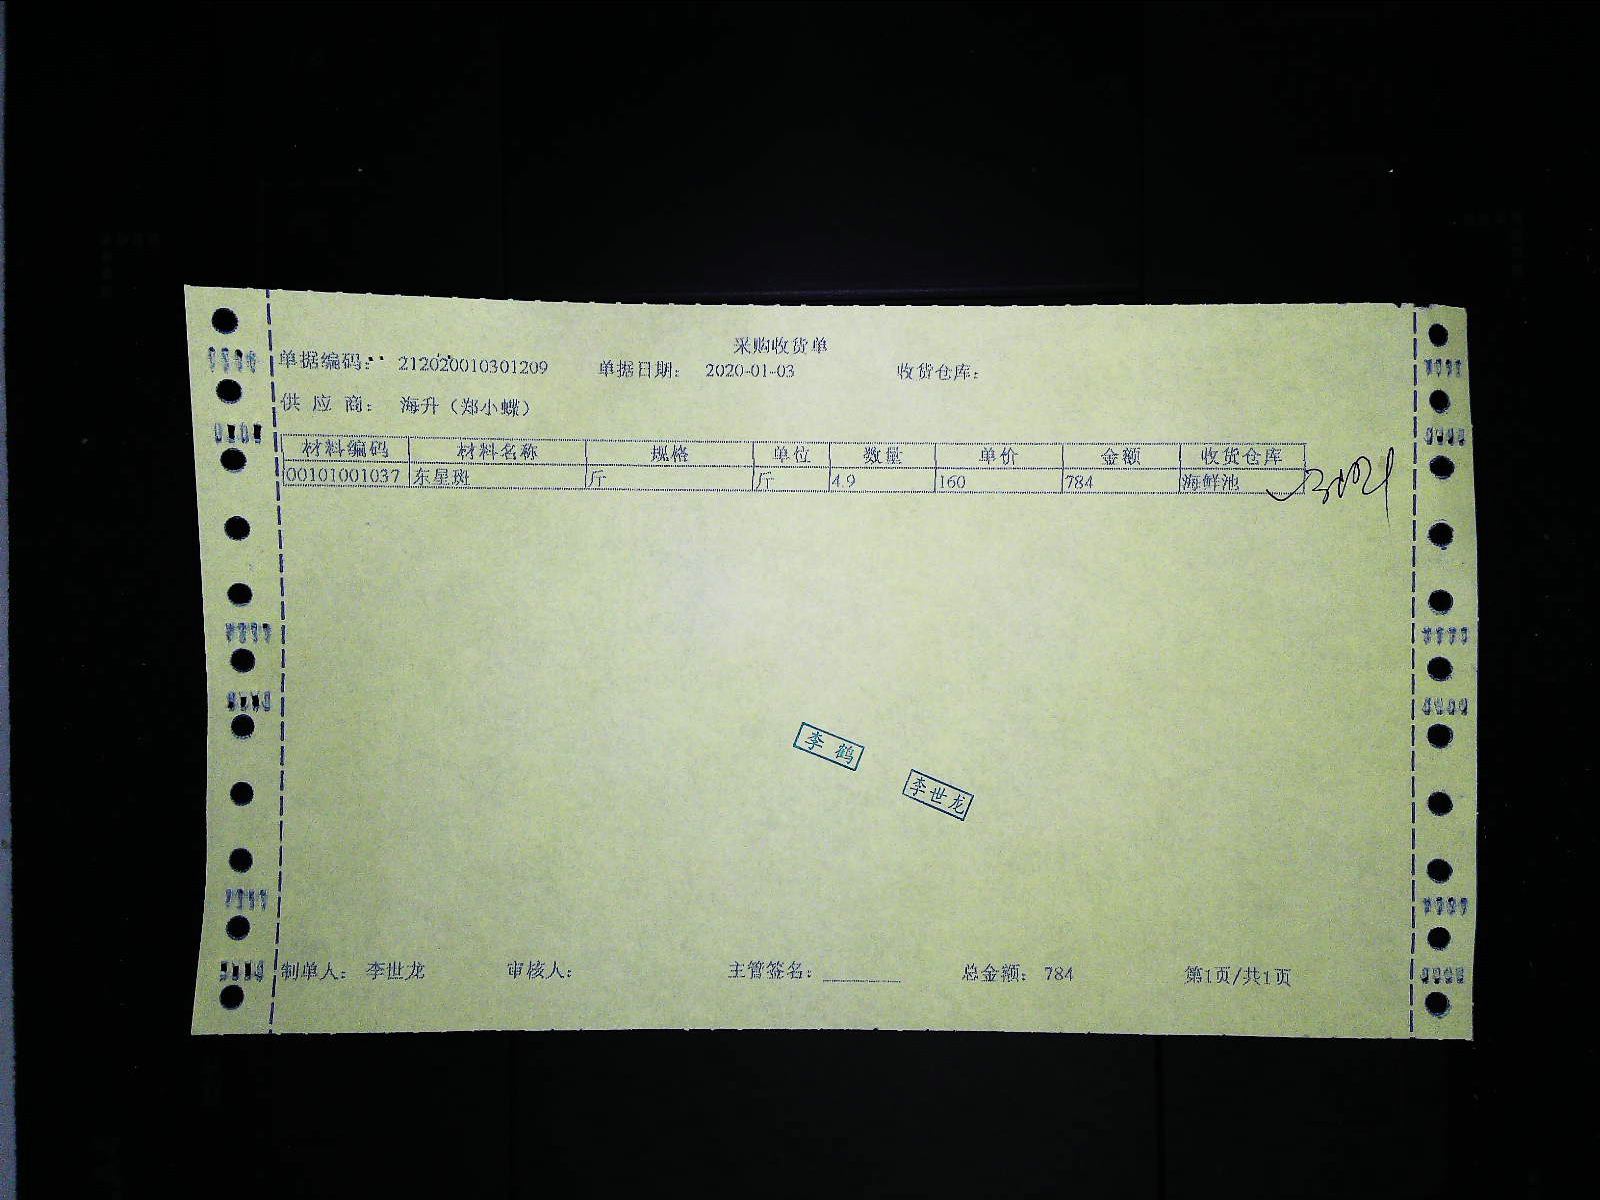 采购收货单
单据编码: 212020010301209 单据日期: 2020-01-03 收货仓库:
供应商: 海升（郑小蝶）
材料编码 材料名称 规格 单位 数量 单价 金额 收货仓库
00101001037 东星斑 斤 斤 4.9 160 784 海鲜池
李鹤
李世龙
制单人: 李世龙 审核人: 主管签名: 总金额: 784 第1页/共1页